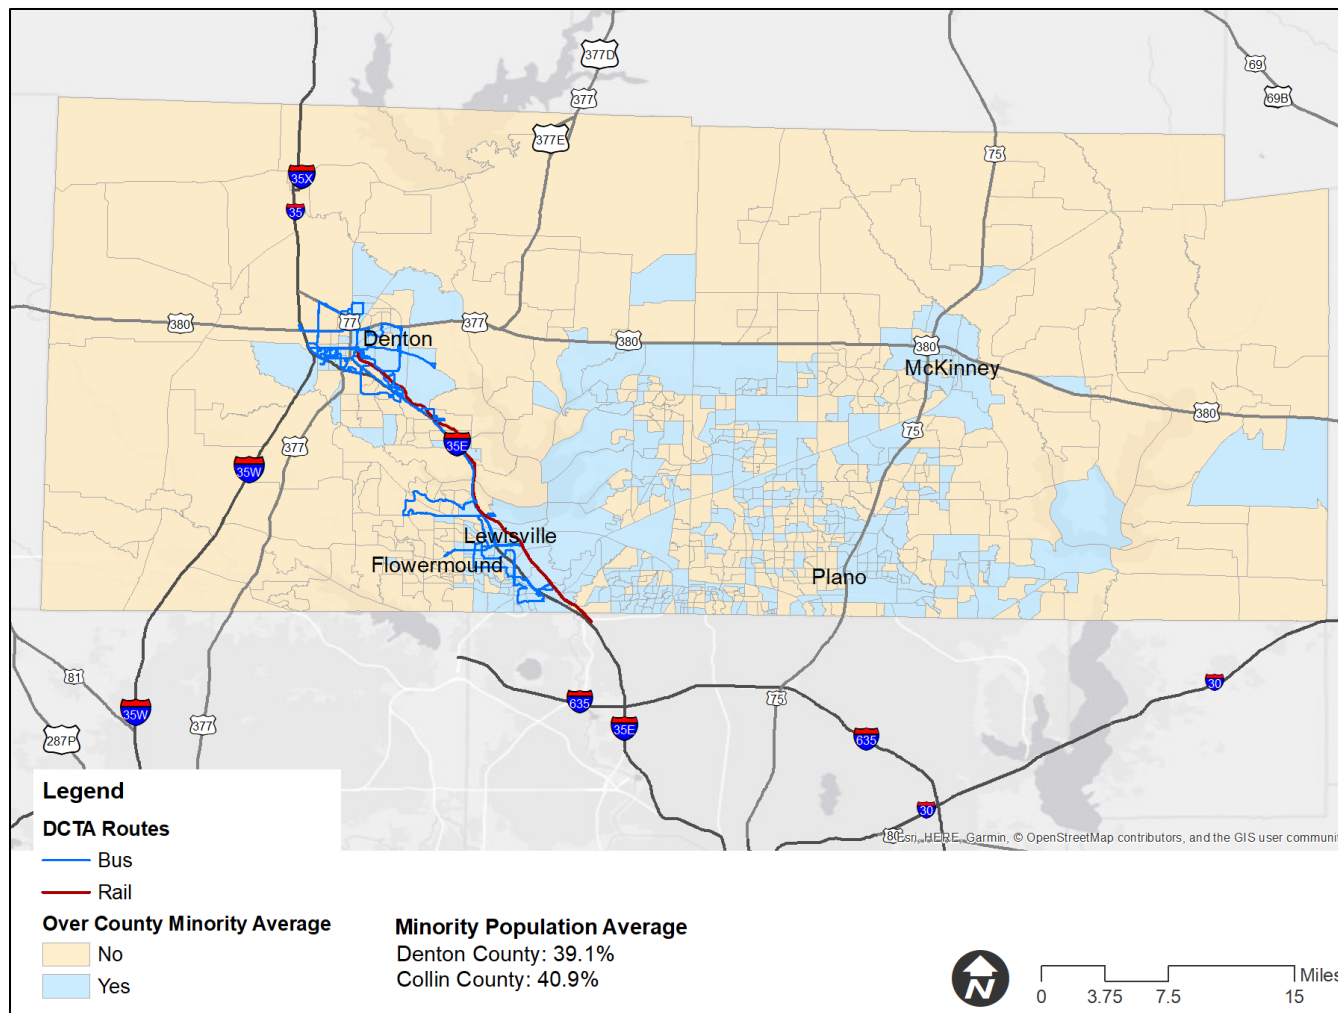 377D
69
377
69B
377E
75
35X
35
380
77
377
Denton
380
380
McKinney
380
75
377
35E
35W
Lewisville
Flowermound
Plano
81
635
75
30
35W
377
35E
635
287P
30
80
Esri, HERE, Garmin, © OpenStreetMap contributors, and the GIS user communit
Legend
DCTA Routes
Bus
Rail
Over County Minority Average
No
Yes
Minority Population Average
Denton County: 39.1%
Collin County: 40.9%
N
Miles
0 3.75 7.5 15